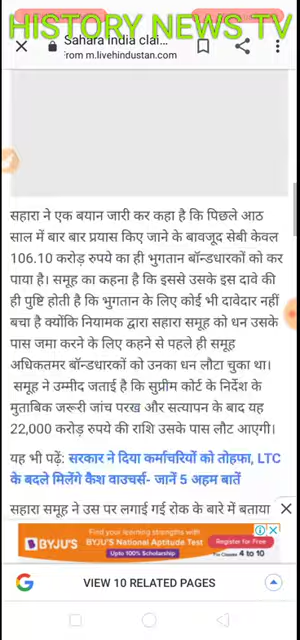 HISTORY NEWS TV
Sahara india clai...
From m.livehindustan.com
सहारा ने एक बयान जारी कर कहा है कि पिछले आठ
साल में बार बार प्रयास किए जाने के बावजूद सेबी केवल
106.10 करोड़ रुपये का ही भुगतान बॉन्डधारकों को कर
पाया है। समूह का कहना है कि इससे उसके इस दावे की
ही पुष्टि होती है कि भुगतान के लिए कोई भी दावेदार नहीं
बचा है क्योंकि नियामक द्वारा सहारा समूह को धन उसके
पास जमा करने के लिए कहने से पहले ही समूह
अधिकतमर बॉन्डधारकों को उनका धन लौटा चुका था।
समूह ने उम्मीद जताई है कि सुप्रीम कोर्ट के निर्देश के
मुताबिक जरूरी जांच परख और सत्यापन के बाद यह
22,000 करोड़ रुपये की राशि उसके पास लौट आएगी।
यह भी पढ़ें: सरकार ने दिया कर्माचरियों को तोहफा, LTC
के बदले मिलेंगे कैश वाउचर्स- जानें 5 अहम बातें
सहारा समूह ने उस पर लगाई गई रोक के बारे में बताया
Find your learning strengths with
BYJU'S
BYJU'S National Aptitude Test
Upto 100% Scholarship
Register for Free
For Classes 4 to 10
VIEW 10 RELATED PAGES